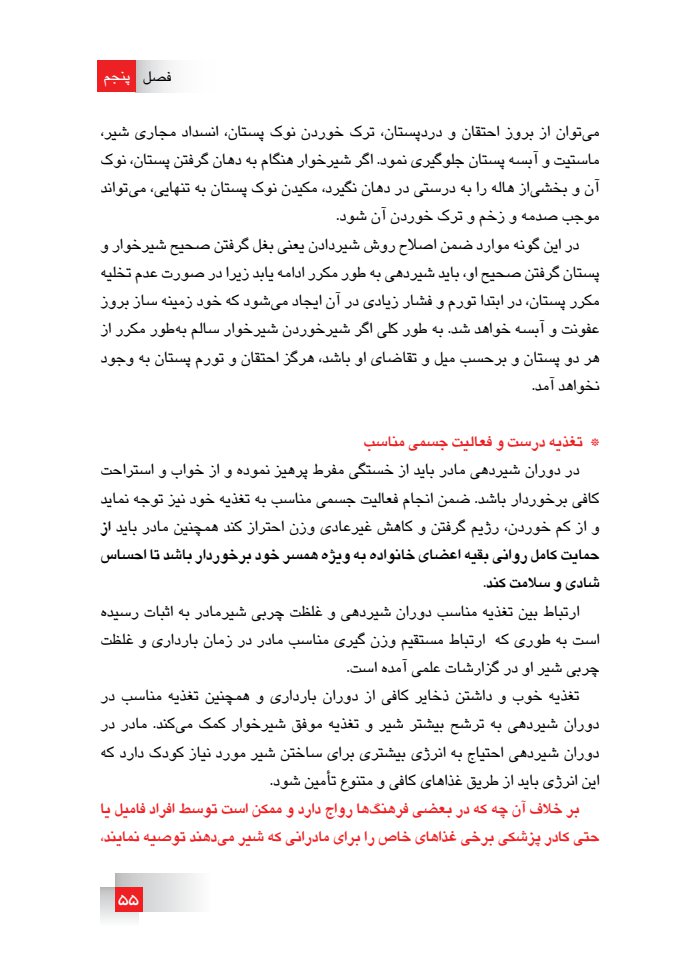 فصل پنجم
می‌توان از بروز احتقان و دردپستان، ترک خوردن نوک پستان، انسداد مجاری شیر،
ماستیت و آبسه پستان جلوگیری نمود. اگر شیرخوار هنگام به دهان گرفتن پستان، نوک
آن و بخشی‌از هاله را به درستی در دهان نگیرد، مکیدن نوک پستان به تنهایی، می‌تواند
موجب صدمه و زخم و ترک خوردن آن شود.
در این گونه موارد ضمن اصلاح روش شیردادن یعنی بغل گرفتن صحیح شیرخوار و
پستان گرفتن صحیح او، باید شیردهی به طور مکرر ادامه یابد زیرا در صورت عدم تخلیه
مکرر پستان، در ابتدا تورم و فشار زیادی در آن ایجاد می‌شود که خود زمینه ساز بروز
عفونت و آبسه خواهد شد. به طور کلی اگر شیرخوردن شیرخوار سالم به‌طور مکرر از
هر دو پستان و برحسب میل و تقاضای او باشد، هرگز احتقان و تورم پستان به وجود
نخواهد آمد.
* تغذیه درست و فعالیت جسمی مناسب
در دوران شیردهی مادر باید از خستگی مفرط پرهیز نموده و از خواب و استراحت
کافی برخوردار باشد. ضمن انجام فعالیت جسمی مناسب به تغذیه خود نیز توجه نماید
و از کم خوردن، رژیم گرفتن و کاهش غیرعادی وزن احتراز کند همچنین مادر باید از
حمایت کامل روانی بقیه اعضای خانواده به ویژه همسر خود برخوردار باشد تا احساس
شادی و سلامت کند.
ارتباط بین تغذیه مناسب دوران شیردهی و غلظت چربی شیرمادر به اثبات رسیده
است به طوری که ارتباط مستقیم وزن گیری مناسب مادر در زمان بارداری و غلظت
چربی شیر او در گزارشات علمی آمده است.
تغذیه خوب و داشتن ذخایر کافی از دوران بارداری و همچنین تغذیه مناسب در
دوران شیردهی به ترشح بیشتر شیر و تغذیه موفق شیرخوار کمک می‌کند. مادر در
دوران شیردهی احتیاج به انرژی بیشتری برای ساختن شیر مورد نیاز کودک دارد که
این انرژی باید از طریق غذاهای کافی و متنوع تأمین شود.
بر خلاف آن چه که در بعضی فرهنگ‌ها رواج دارد و ممکن است توسط افراد فامیل یا
حتی کادر پزشکی برخی غذاهای خاص را برای مادرانی که شیر می‌دهند توصیه نمایند،
۵۵